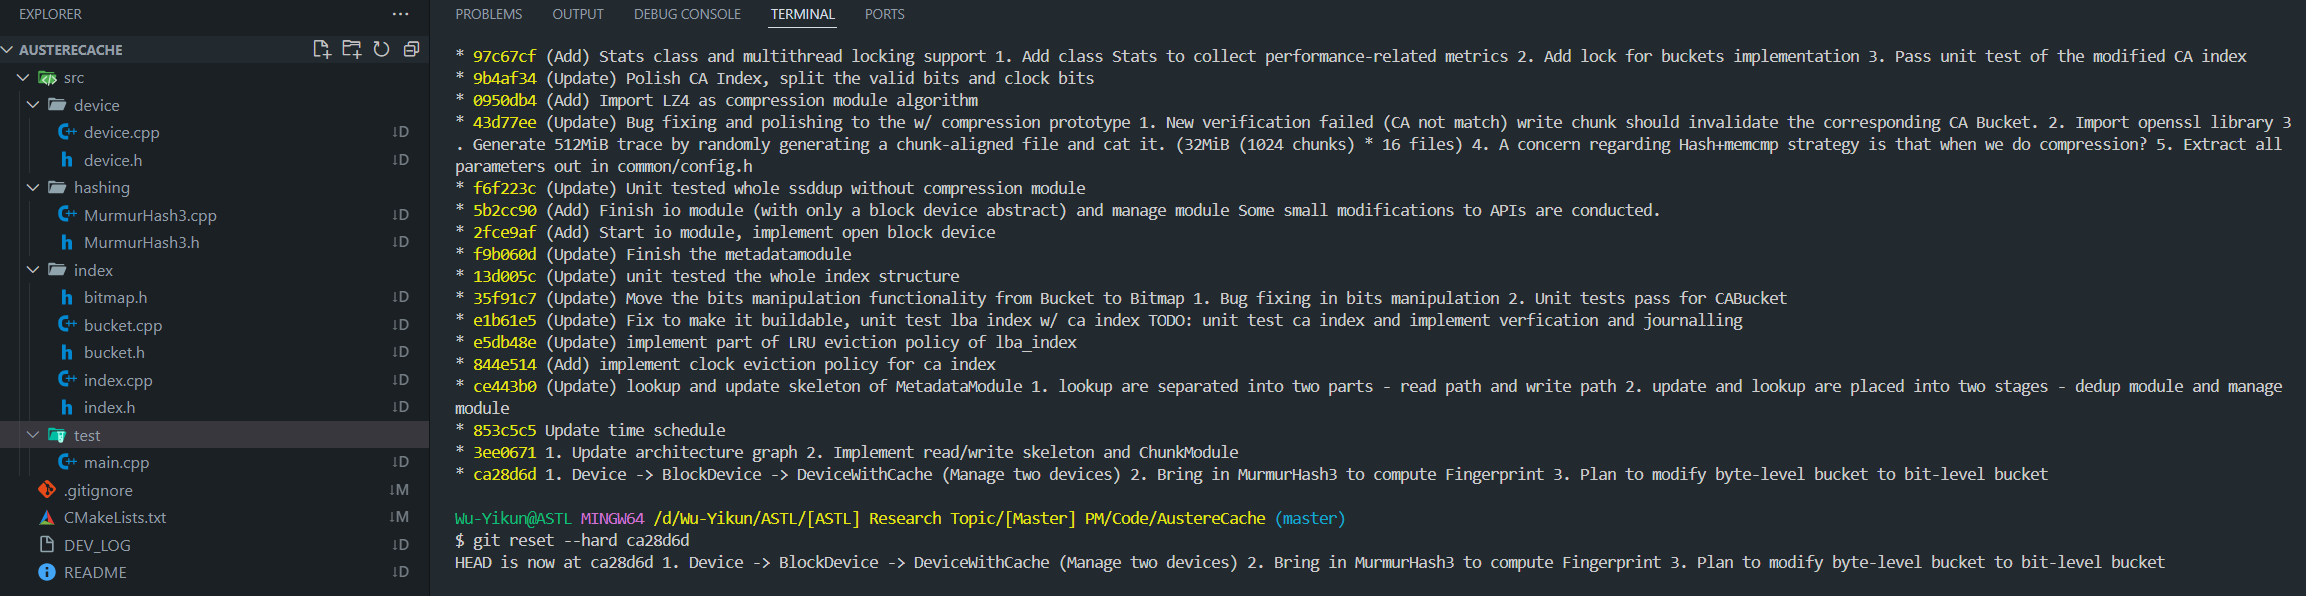 EXPLORER
AUSTERECACHE
src
device
device.cpp ↓D
device.h ↓D
hashing
MurmurHash3.cpp ↓D
MurmurHash3.h ↓D
index
bitmap.h ↓D
bucket.cpp ↓D
bucket.h ↓D
index.cpp ↓D
index.h ↓D
test
main.cpp ↓D
.gitignore ↓M
CMakeLists.txt ↓M
DEV_LOG ↓D
README ↓D
PROBLEMS OUTPUT DEBUG CONSOLE TERMINAL PORTS
* 97c67cf (Add) Stats class and multithread locking support 1. Add class Stats to collect performance-related metrics 2. Add lock for buckets implementation 3. Pass unit test of the modified CA index
* 9b4af34 (Update) Polish CA Index, split the valid bits and clock bits
* 0950db4 (Add) Import LZ4 as compression module algorithm
* 43d77ee (Update) Bug fixing and polishing to the w/ compression prototype 1. New verification failed (CA not match) write chunk should invalidate the corresponding CA Bucket. 2. Import openssl library 3
. Generate 512MiB trace by randomly generating a chunk-aligned file and cat it. (32MiB (1024 chunks) * 16 files) 4. A concern regarding Hash+memcmp strategy is that when we do compression? 5. Extract all
parameters out in common/config.h
* f6f223c (Update) Unit tested whole ssddup without compression module
* 5b2cc90 (Add) Finish io module (with only a block device abstract) and manage module Some small modifications to APIs are conducted.
* 2fce9af (Add) Start io module, implement open block device
* f9b060d (Update) Finish the metadatamodule
* 13d005c (Update) unit tested the whole index structure
* 35f91c7 (Update) Move the bits manipulation functionality from Bucket to Bitmap 1. Bug fixing in bits manipulation 2. Unit tests pass for CABucket
* e1b61e5 (Update) Fix to make it buildable, unit test lba index w/ ca index TODO: unit test ca index and implement verfication and journalling
* e5db48e (Update) implement part of LRU eviction policy of lba_index
* 844e514 (Add) implement clock eviction policy for ca index
* ce443b0 (Update) lookup and update skeleton of MetadataModule 1. lookup are separated into two parts - read path and write path 2. update and lookup are placed into two stages - dedup module and manage
module
* 853c5c5 Update time schedule
* 3ee0671 1. Update architecture graph 2. Implement read/write skeleton and ChunkModule
* ca28d6d 1. Device -> BlockDevice -> DeviceWithCache (Manage two devices) 2. Bring in MurmurHash3 to compute Fingerprint 3. Plan to modify byte-level bucket to bit-level bucket
Wu-Yikun@ASTL MINGW64 /d/Wu-Yikun/ASTL/[ASTL] Research Topic/[Master] PM/Code/AustereCache (master)
$ git reset --hard ca28d6d
HEAD is now at ca28d6d 1. Device -> BlockDevice -> DeviceWithCache (Manage two devices) 2. Bring in MurmurHash3 to compute Fingerprint 3. Plan to modify byte-level bucket to bit-level bucket